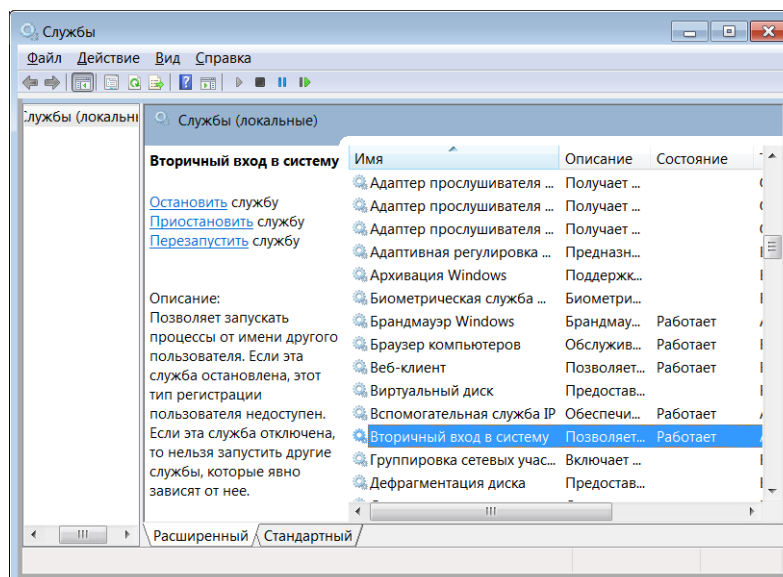 Службы
Файл Действие Вид Справка
Службы (локальные)
Вторичный вход в систему
Остановить службу
Приостановить службу
Перезапустить службу
Описание:
Позволяет запускать
процессы от имени другого
пользователя. Если эта
служба остановлена, этот
тип регистрации
пользователя недоступен.
Если эта служба отключена,
то нельзя запустить другие
службы, которые явно
зависят от нее.
Имя Описание Состояние
Адаптер прослушивателя ... Получает ...
Адаптер прослушивателя ... Получает ...
Адаптер прослушивателя ... Получает ...
Адаптивная регулировка ... Предназн...
Архивация Windows Поддержк...
Биометрическая служба ... Биометри...
Брандмауэр Windows Брандмау... Работает
Браузер компьютеров Обслужив... Работает
Веб-клиент Позволяет... Работает
Виртуальный диск Предостав...
Вспомогательная служба IP Обеспечи... Работает
Вторичный вход в систему Позволяет... Работает
Группировка сетевых учас... Включает ...
Дефрагментация диска Предостав...
Расширенный Стандартный